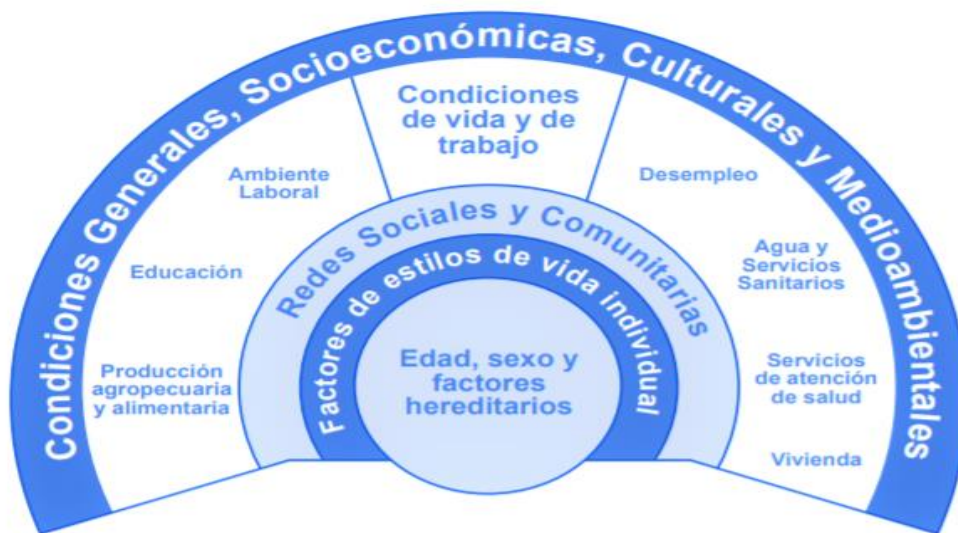 Condiciones Generales, Socioeconómicas, Culturales y Medioambientales
Condiciones
de vida y de
trabajo
Ambiente
Laboral
Desempleo
Redes Sociales y Comunitarias
Educación
Agua y
Servicios
Sanitarios
Factores de estilos de vida individual
Producción
agropecuaria
y alimentaria
Edad, sexo y
factores
hereditarios
Servicios
de atención
de salud
Vivienda